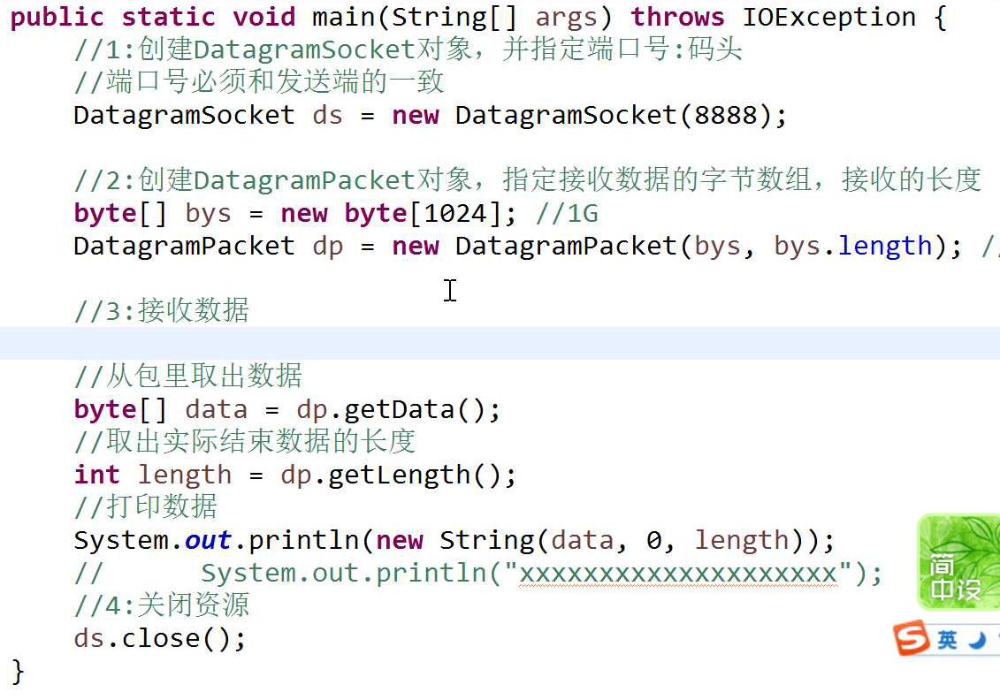 public static void main(String[] args) throws IOException {
//1:创建DatagramSocket对象，并指定端口号:码头
//端口号必须和发送端的一致
DatagramSocket ds = new DatagramSocket(8888);
//2:创建DatagramPacket对象，指定接收数据的字节数组，接收的长度
byte[] bys = new byte[1024]; //1G
DatagramPacket dp = new DatagramPacket(bys, bys.length); //
//3:接收数据
//从包里取出数据
byte[] data = dp.getData();
//取出实际结束数据的长度
int length = dp.getLength();
//打印数据
System.out.println(new String(data, 0, length));
// System.out.println("xxxxxxxxxxxxxxxxxxxx");
//4:关闭资源
ds.close();
}
简
中设
S英